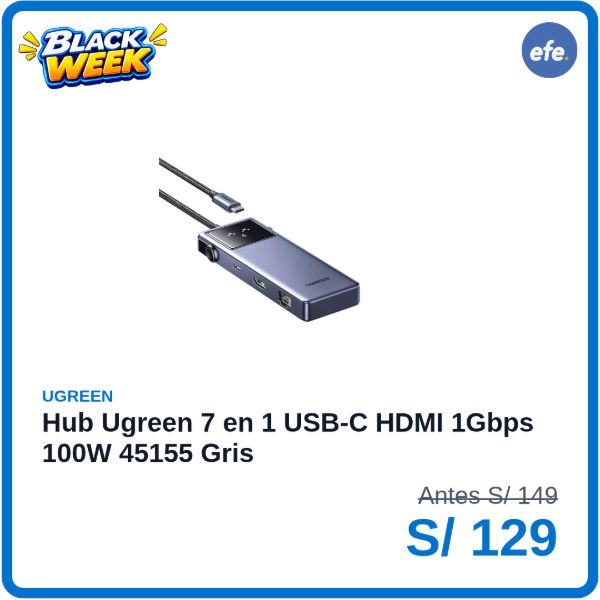 BLACK
WEEK
efe.
UGREEN
UGREEN
Hub Ugreen 7 en 1 USB-C HDMI 1Gbps
100W 45155 Gris
Antes S/ 149
S/ 129